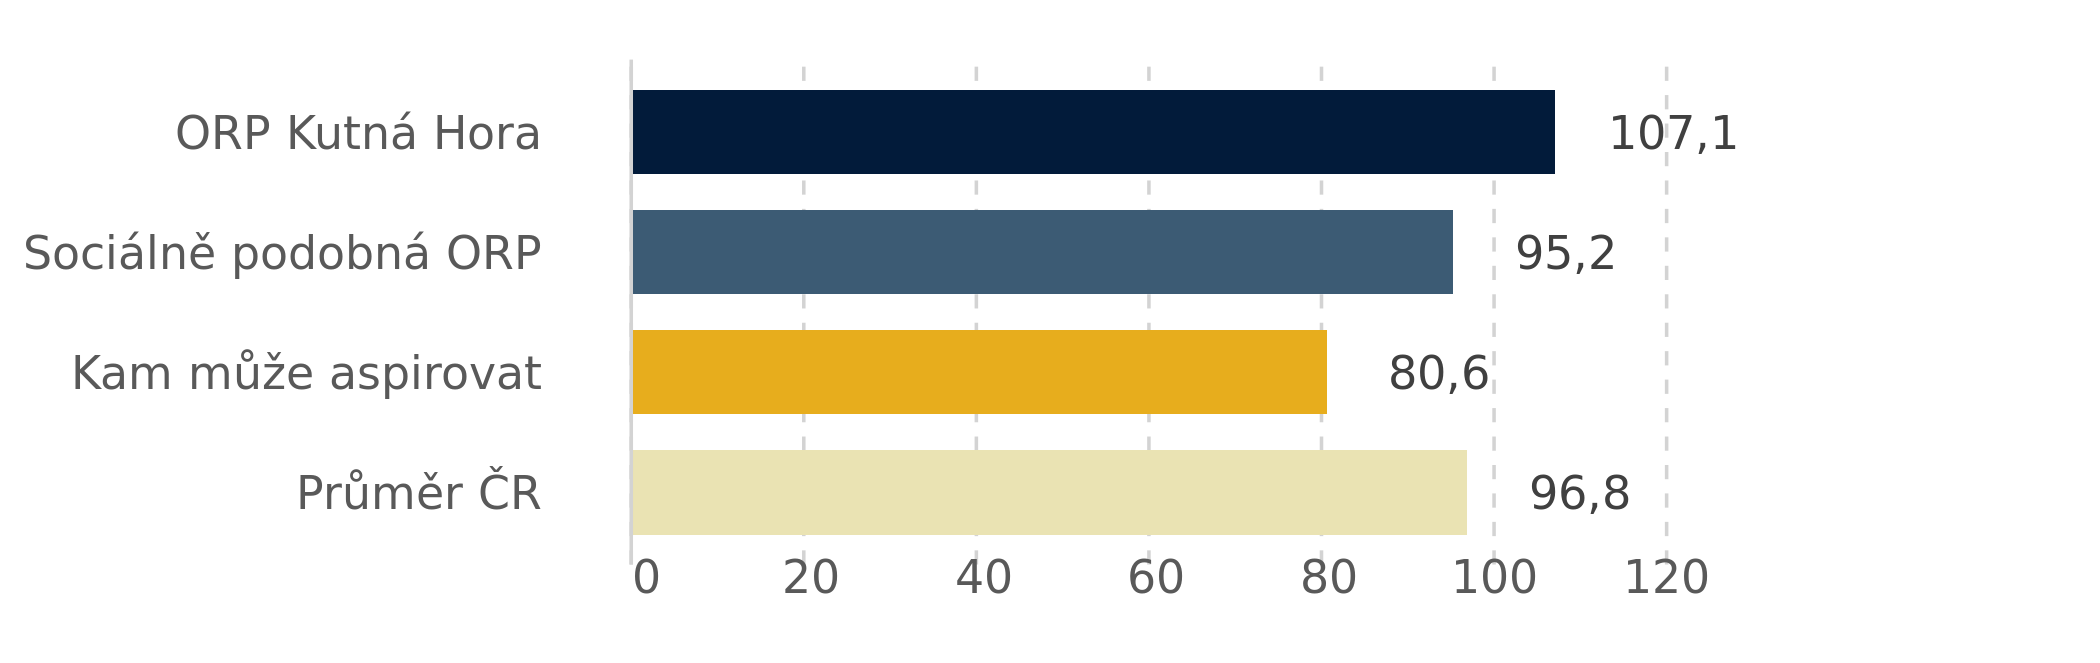 ORP Kutná Hora 107,1
Sociálně podobná ORP 95,2
Kam může aspirovat 80,6
Průměr ČR 96,8
0 20 40 60 80 100 120